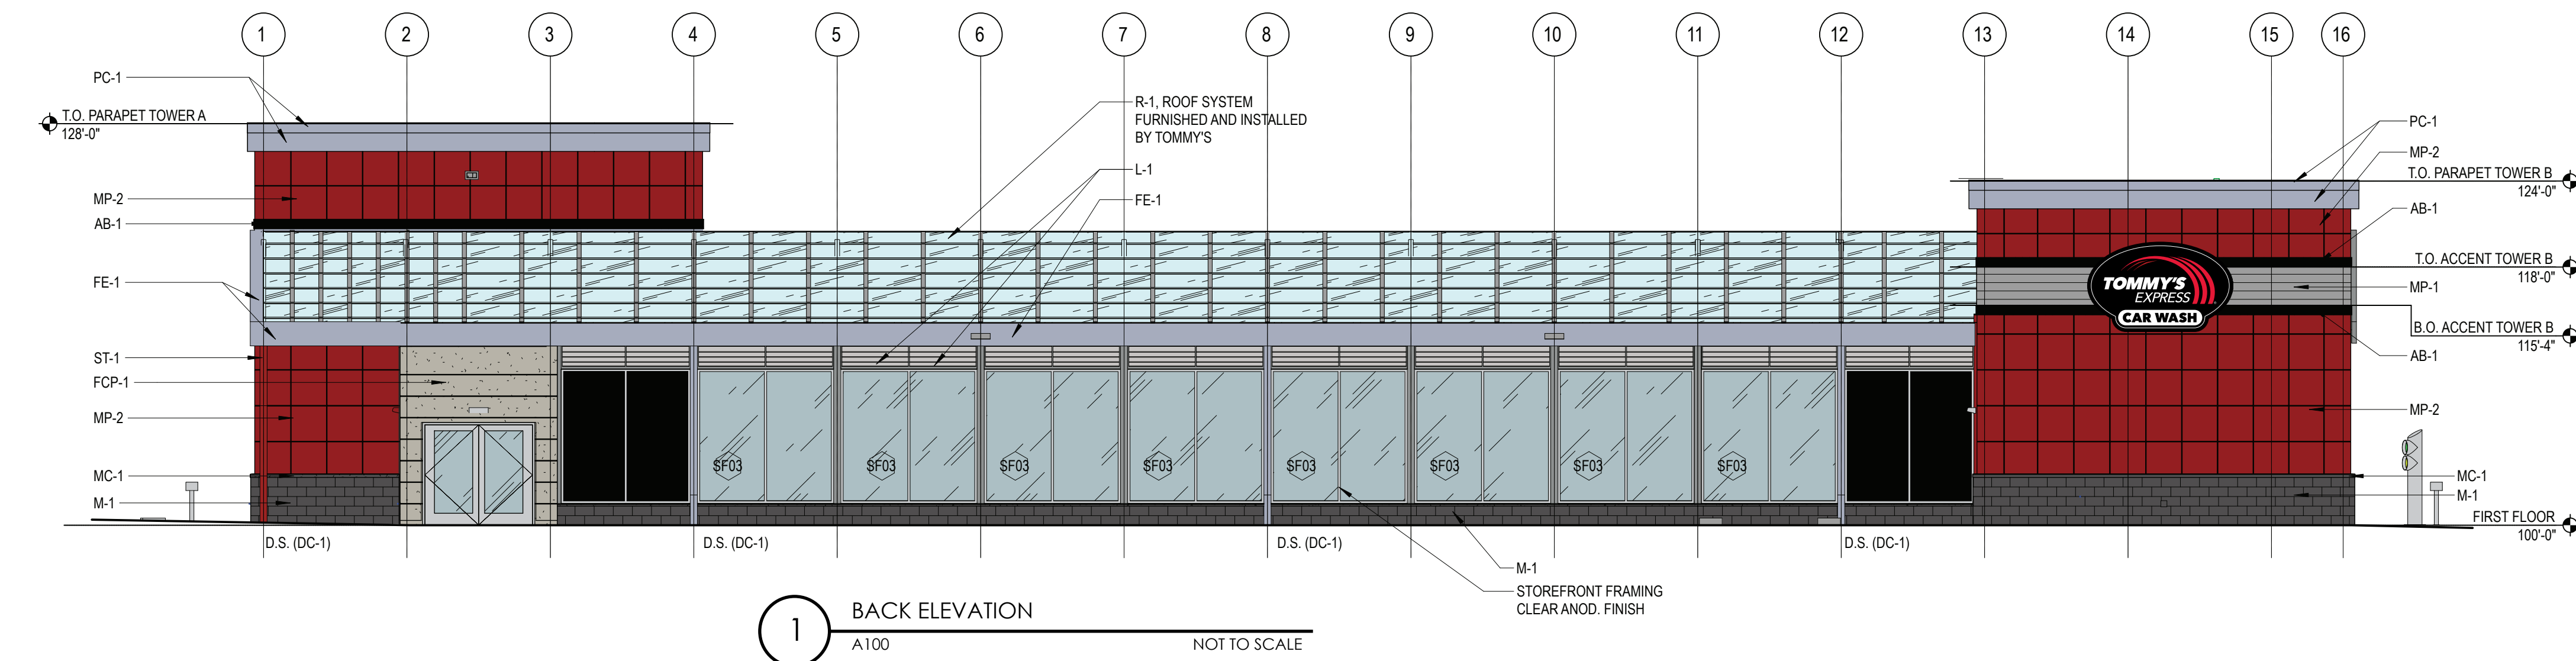 1 2 3 4 5 6 7 8 9 10 11 12 13 14 15 16
PC-1
T.O. PARAPET TOWER A
128'-0"
MP-2
AB-1
FE-1
ST-1
FCP-1
MP-2
MC-1
M-1
R-1, ROOF SYSTEM
FURNISHED AND INSTALLED
BY TOMMY'S
L-1
FE-1
SF03 SF03 SF03 SF03 SF03 SF03 SF03 SF03
TOMMY'S
EXPRESS
CAR WASH
PC-1
MP-2
T.O. PARAPET TOWER B
124'-0"
AB-1
T.O. ACCENT TOWER B
118'-0"
MP-1
B.O. ACCENT TOWER B
115'-4"
AB-1
MP-2
MC-1
M-1
FIRST FLOOR
100'-0"
D.S. (DC-1) D.S. (DC-1) D.S. (DC-1) D.S. (DC-1)
M-1
STOREFRONT FRAMING
CLEAR ANOD. FINISH
1 BACK ELEVATION
A100 NOT TO SCALE